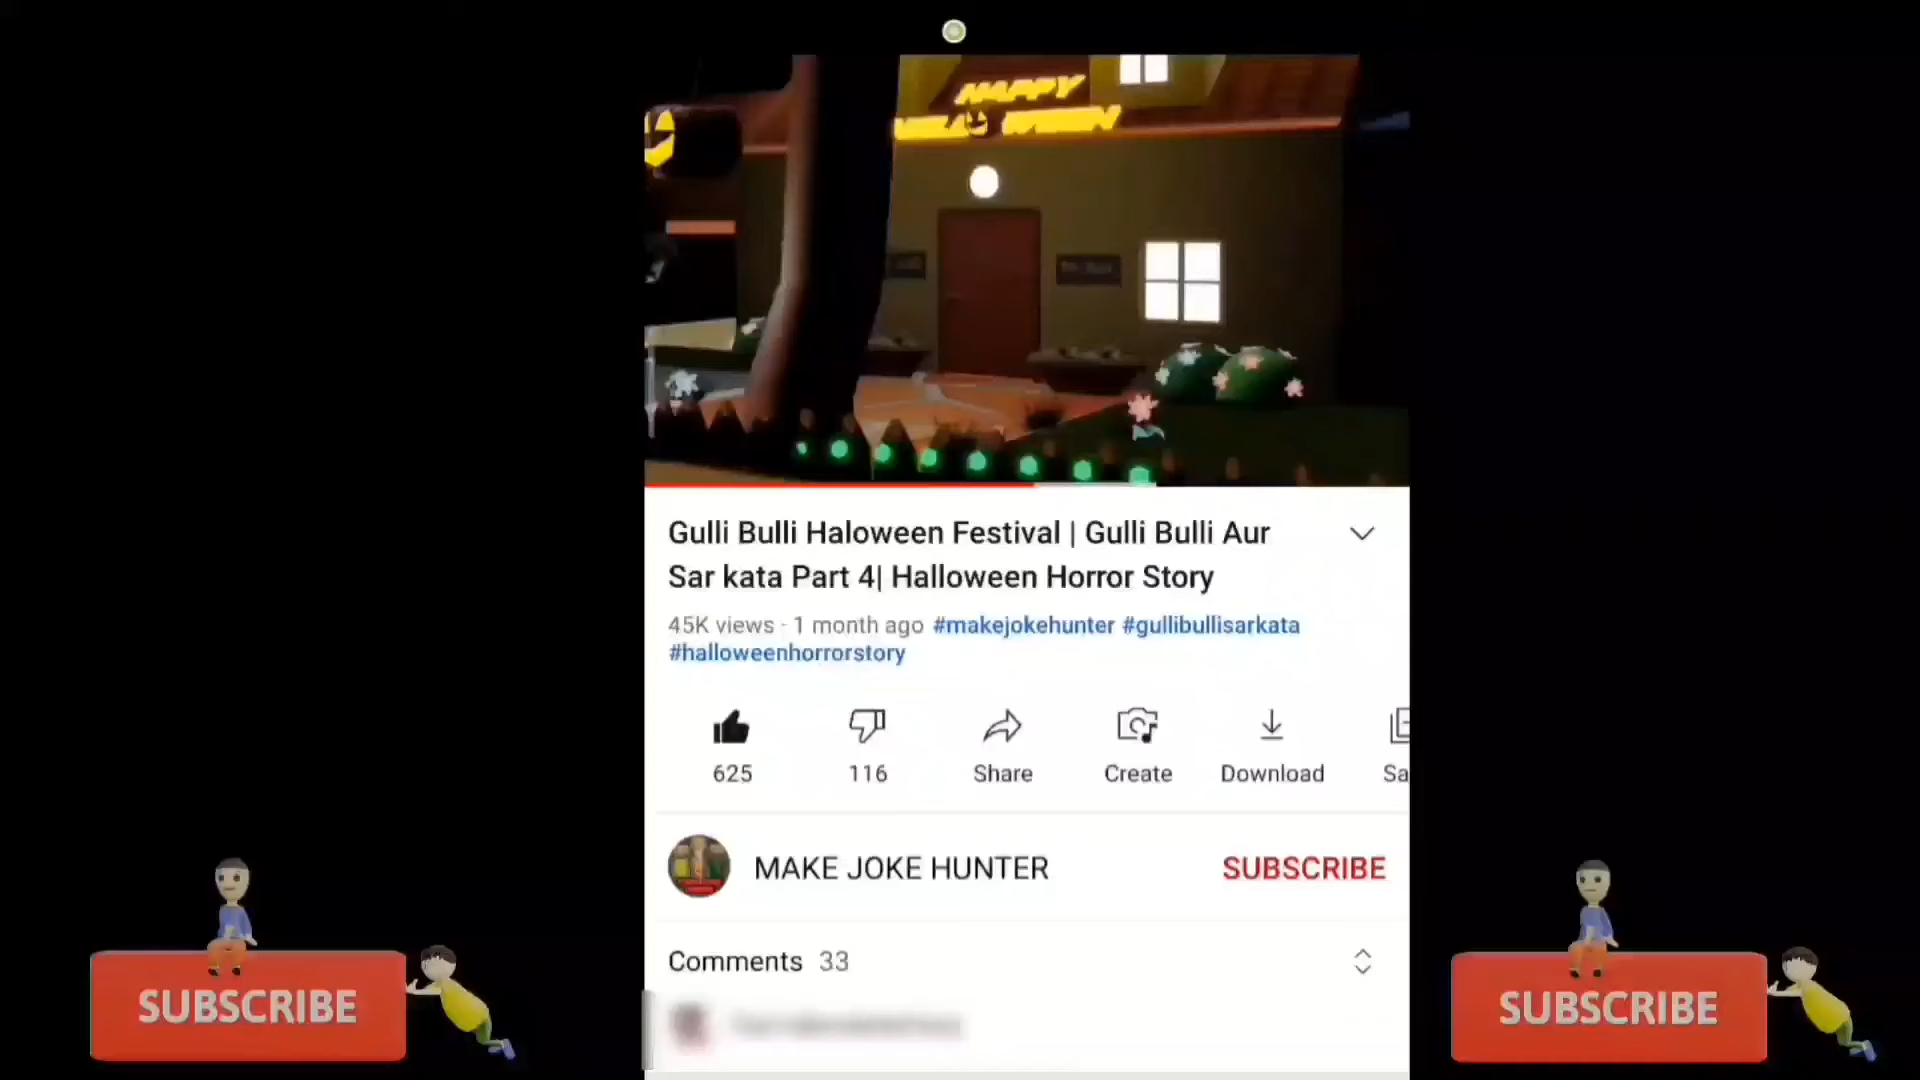 HAPPY
Gulli Bulli Haloween Festival | Gulli Bulli Aur
Sar kata Part 4| Halloween Horror Story
45K views · 1 month ago #makejokehunter #gullibullisarkata
#halloweenhorrorstory
625 116 Share Create Download Sa
MAKE JOKE HUNTER SUBSCRIBE
Comments 33
SUBSCRIBE
SUBSCRIBE